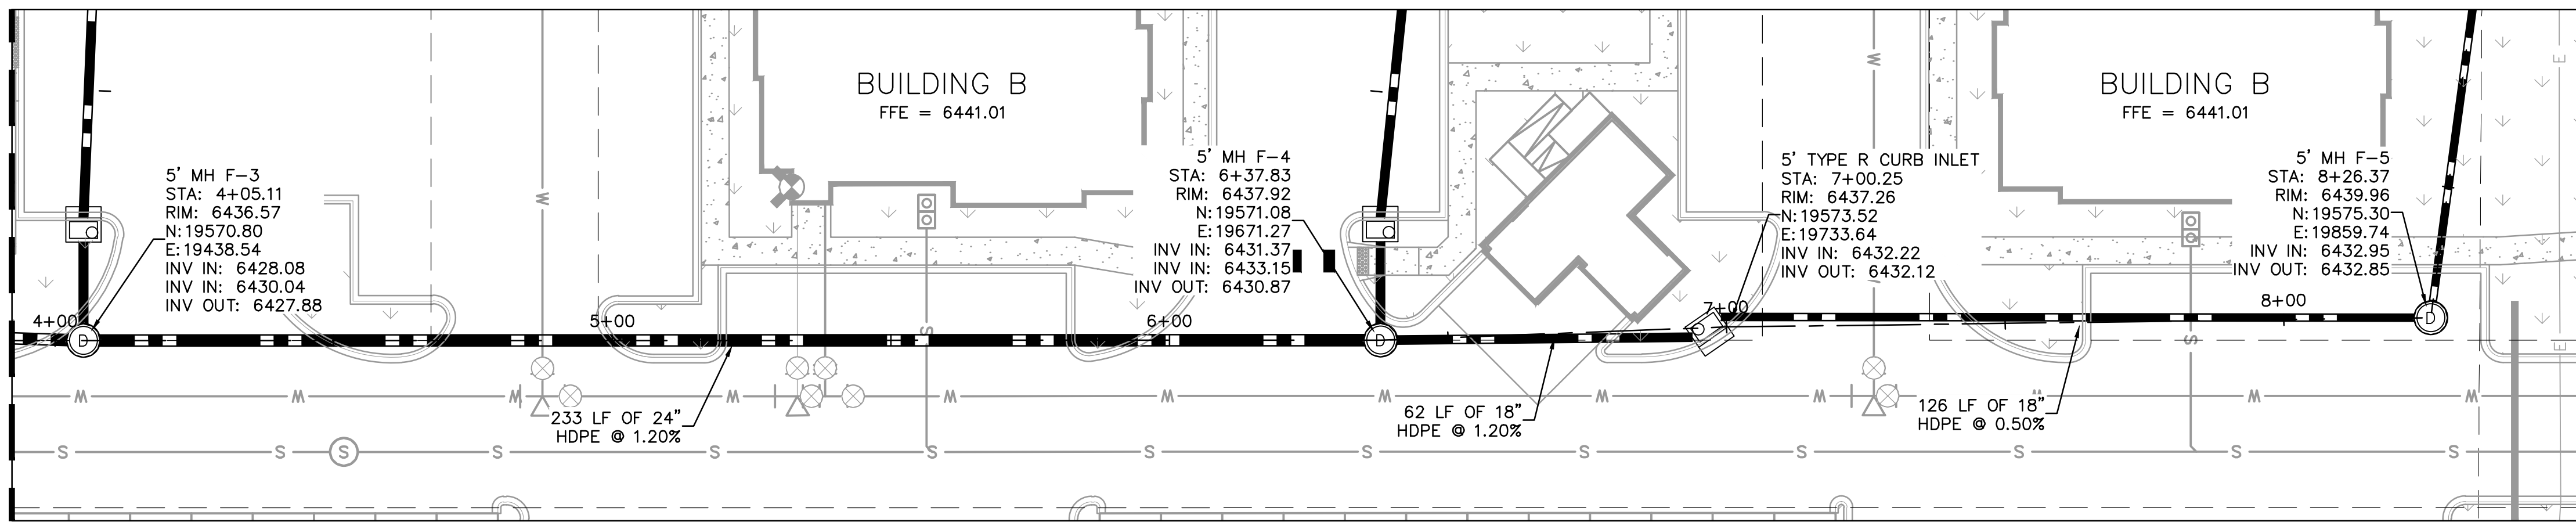 BUILDING B
FFE = 6441.01
BUILDING B
FFE = 6441.01
5' MH F-3
STA: 4+05.11
RIM: 6436.57
N:19570.80
E:19438.54
INV IN: 6428.08
INV IN: 6430.04
INV OUT: 6427.88
5' MH F-4
STA: 6+37.83
RIM: 6437.92
N:19571.08
E:19671.27
INV IN: 6431.37
INV IN: 6433.15
INV OUT: 6430.87
5' TYPE R CURB INLET
STA: 7+00.25
RIM: 6437.26
N:19573.52
E:19733.64
INV IN: 6432.22
INV OUT: 6432.12
5' MH F-5
STA: 8+26.37
RIM: 6439.96
N:19575.30
E:19859.74
INV IN: 6432.95
INV OUT: 6432.85
4+00
5+00
6+00
7+00
8+00
D
D
D
W
W
E
E
S
S
W W W W W W W W W W W W
233 LF OF 24"
HDPE @ 1.20%
62 LF OF 18"
HDPE @ 1.20%
126 LF OF 18"
HDPE @ 0.50%
S S S S S S S S S S S S S